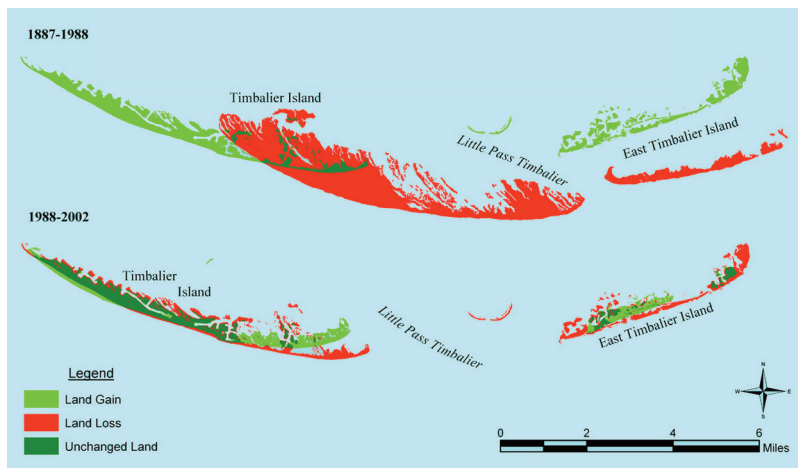 1887-1988
Timbalier Island
Little Pass Timbalier
East Timbalier Island
1988-2002
Timbalier
Island
Little Pass Timbalier
East Timbalier Island
Legend
Land Gain
Land Loss
Unchanged Land
N
W E
S
0 2 4 6
Miles